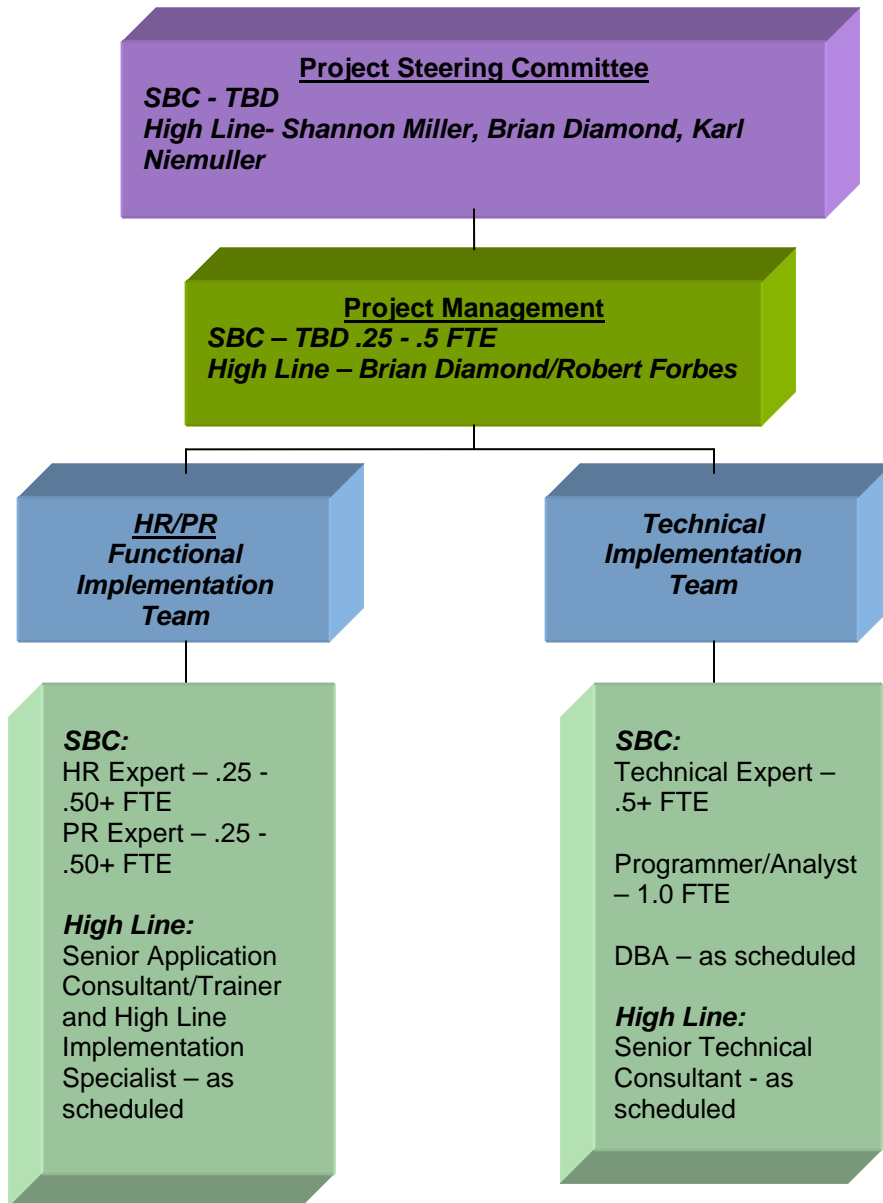 Project Steering Committee
SBC - TBD
High Line- Shannon Miller, Brian Diamond, Karl
Niemuller
Project Management
SBC – TBD .25 - .5 FTE
High Line – Brian Diamond/Robert Forbes
HR/PR
Functional
Implementation
Team
Technical
Implementation
Team
SBC:
HR Expert – .25 -
.50+ FTE
PR Expert – .25 -
.50+ FTE
High Line:
Senior Application
Consultant/Trainer
and High Line
Implementation
Specialist – as
scheduled
SBC:
Technical Expert –
.5+ FTE
Programmer/Analyst
– 1.0 FTE
DBA – as scheduled
High Line:
Senior Technical
Consultant - as
scheduled